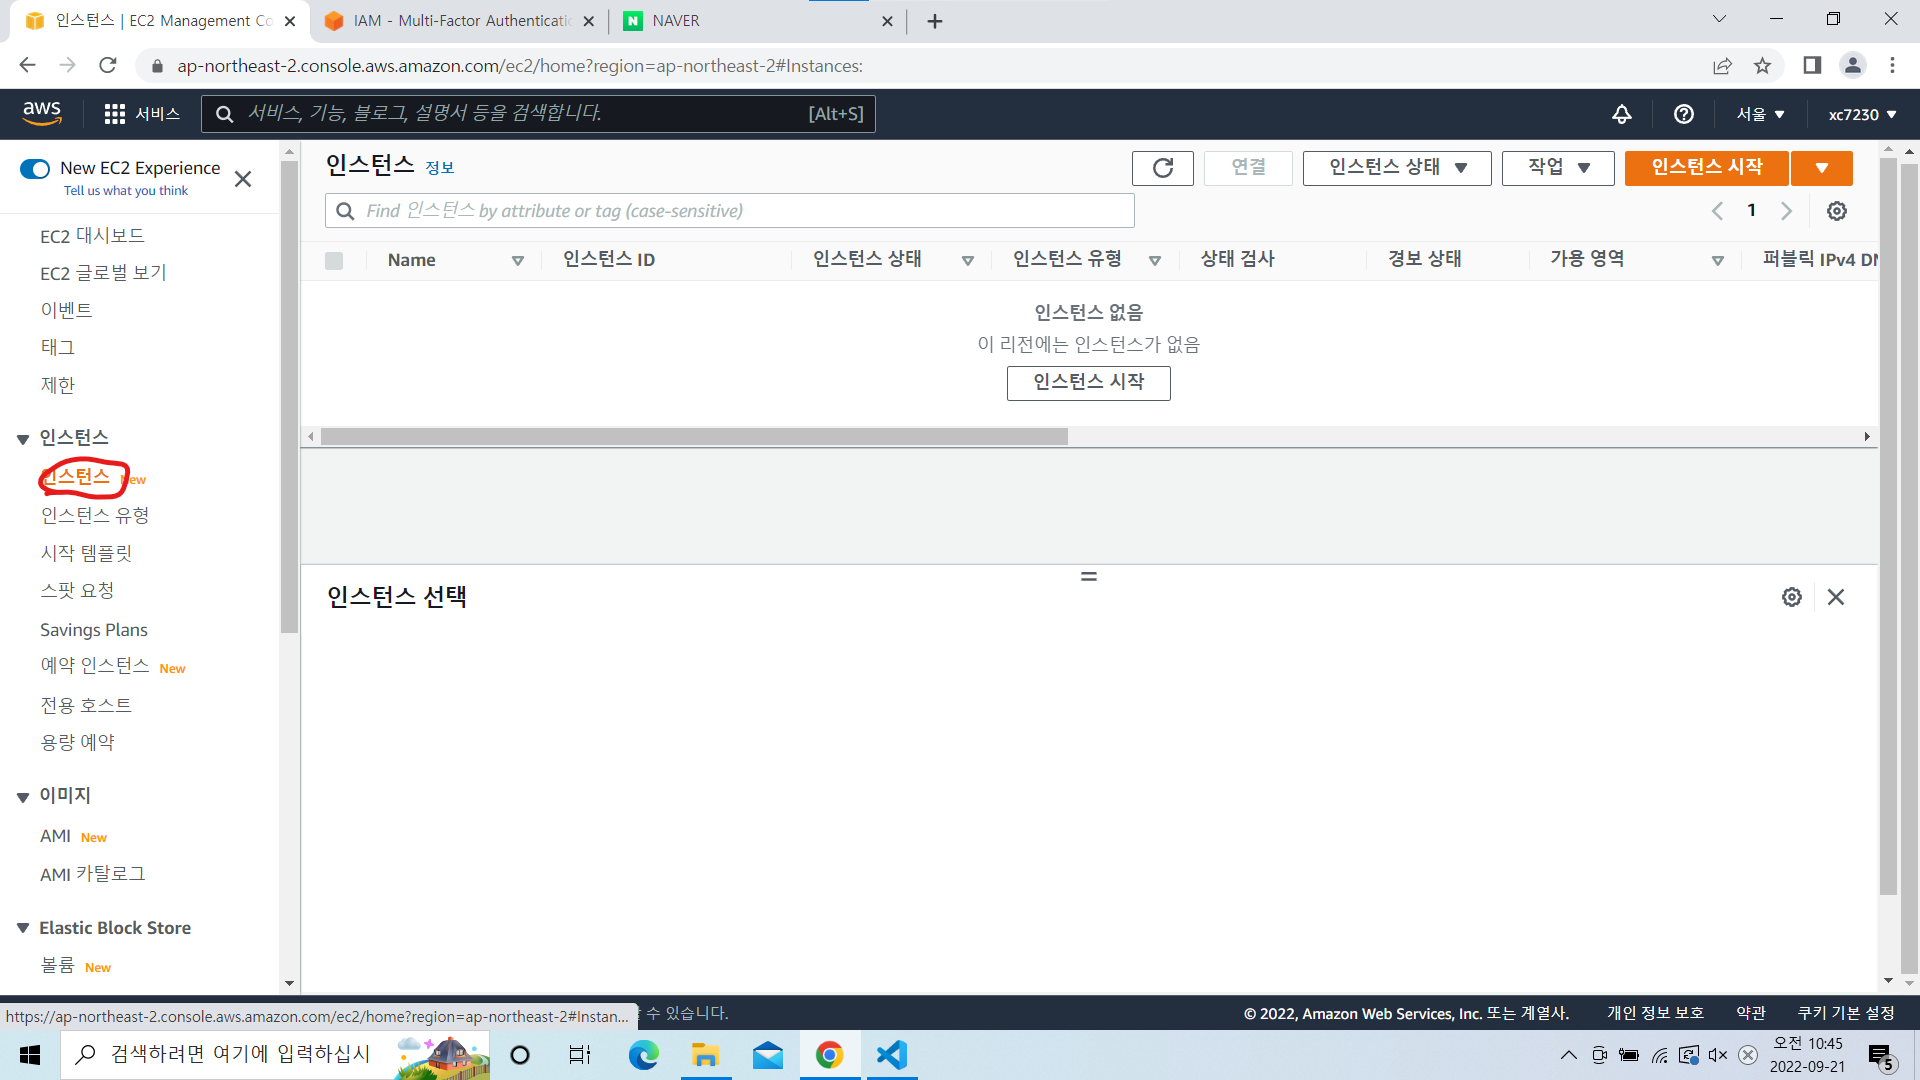 인스턴스 | EC2 Management Co
IAM - Multi-Factor Authenticatio
NAVER
ap-northeast-2.console.aws.amazon.com/ec2/home?region=ap-northeast-2#Instances:
aws
서비스
서비스, 기능, 블로그, 설명서 등을 검색합니다.
[Alt+S]
서울
xc7230
New EC2 Experience
Tell us what you think
EC2 대시보드
EC2 글로벌 보기
이벤트
태그
제한
인스턴스
인스턴스 New
인스턴스 유형
시작 템플릿
스팟 요청
Savings Plans
예약 인스턴스 New
전용 호스트
용량 예약
이미지
AMI New
AMI 카탈로그
Elastic Block Store
볼륨 New
인스턴스 정보
연결
인스턴스 상태
작업
인스턴스 시작
Find 인스턴스 by attribute or tag (case-sensitive)
1
Name
인스턴스 ID
인스턴스 상태
인스턴스 유형
상태 검사
경보 상태
가용 영역
퍼블릭 IPv4 DN
인스턴스 없음
이 리전에는 인스턴스가 없음
인스턴스 시작
인스턴스 선택
https://ap-northeast-2.console.aws.amazon.com/ec2/home?region=ap-northeast-2#Instan...
수 있습니다.
© 2022, Amazon Web Services, Inc. 또는 계열사.
개인 정보 보호
약관
쿠키 기본 설정
검색하려면 여기에 입력하십시
오전 10:45
2022-09-21
5